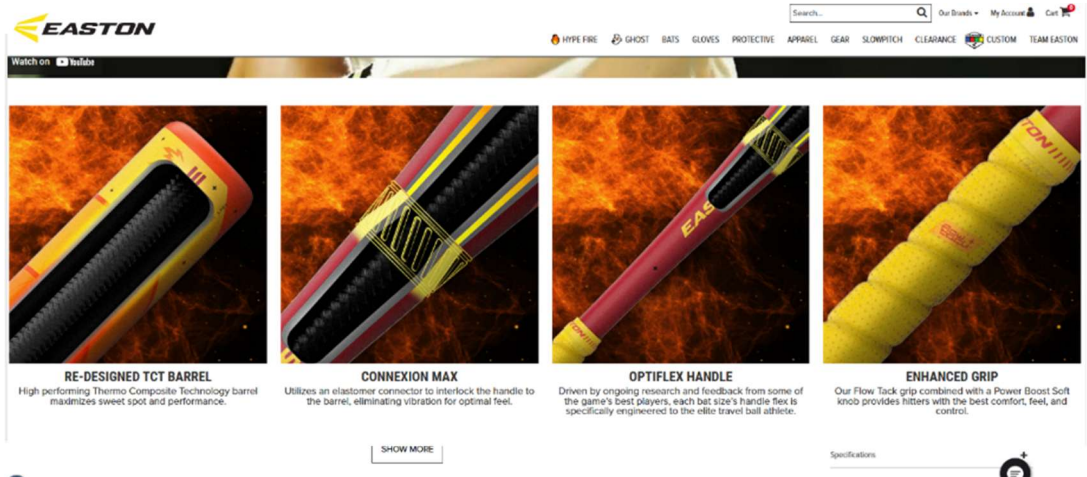 EASTON
Search...
Our Brands
My Account
Cart
0
HYPE FIRE
GHOST
BATS
GLOVES
PROTECTIVE
APPAREL
GEAR
SLOWPITCH
CLEARANCE
CUSTOM
TEAM EASTON
Watch on YouTube
EAS
TON
TON
RE-DESIGNED TCT BARREL
High performing Thermo Composite Technology barrel
maximizes sweet spot and performance.
CONNEXION MAX
Utilizes an elastomer connector to interlock the handle to
the barrel, eliminating vibration for optimal feel.
OPTIFLEX HANDLE
Driven by ongoing research and feedback from some of
the game's best players, each bat size's handle flex is
specifically engineered to the elite travel ball athlete.
ENHANCED GRIP
Our Flow Tack grip combined with a Power Boost Soft
knob provides hitters with the best comfort, feel, and
control.
SHOW MORE
Specifications
+